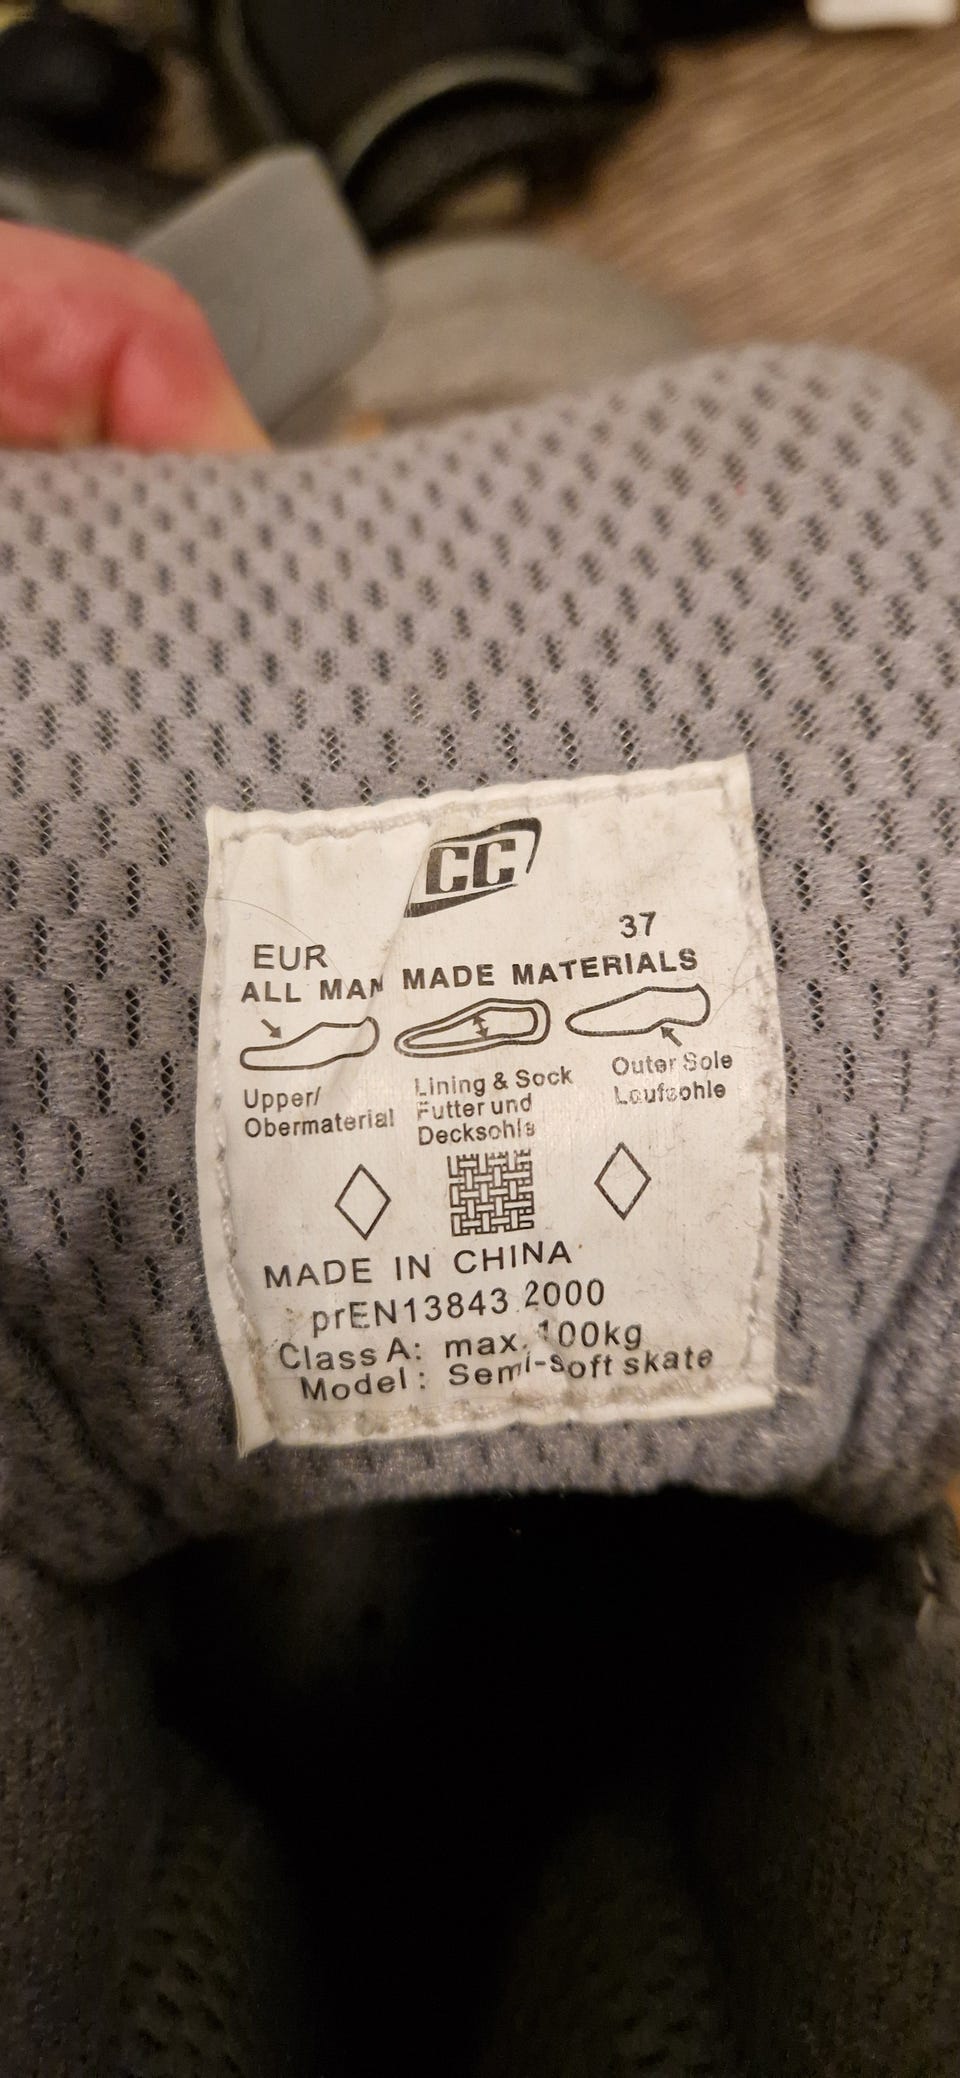 CC
EUR 37
ALL MAN MADE MATERIALS
Upper/
Obermaterial
Lining & Sock
Futter und
Decksohle
Outer Sole
Laufsohle
MADE IN CHINA
prEN13843 2000
Class A: max. 100kg
Model: Semi-Soft skate